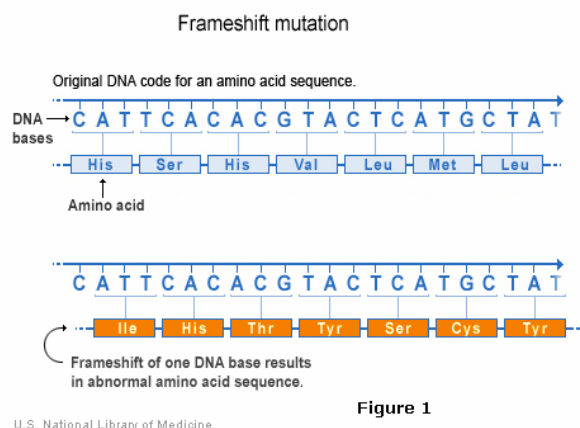 Frameshift mutation
Original DNA code for an amino acid sequence.
DNA bases
C A T T C A C A C G T A C T C A T G C T A T
His Ser His Val Leu Met Leu
Amino acid
C A T T C A C A C G T A C T C A T G C T A T
Ile His Thr Tyr Ser Cys Tyr
Frameshift of one DNA base results
in abnormal amino acid sequence.
Figure 1
U.S. National Library of Medicine